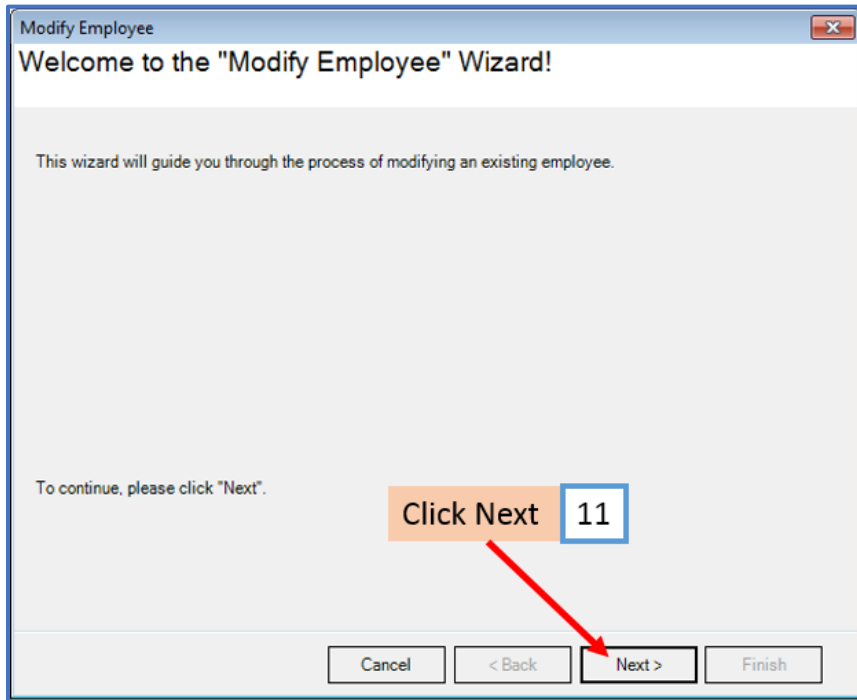 Modify Employee
Welcome to the "Modify Employee" Wizard!
This wizard will guide you through the process of modifying an existing employee.
To continue, please click "Next".
Click Next 11
Cancel < Back Next > Finish